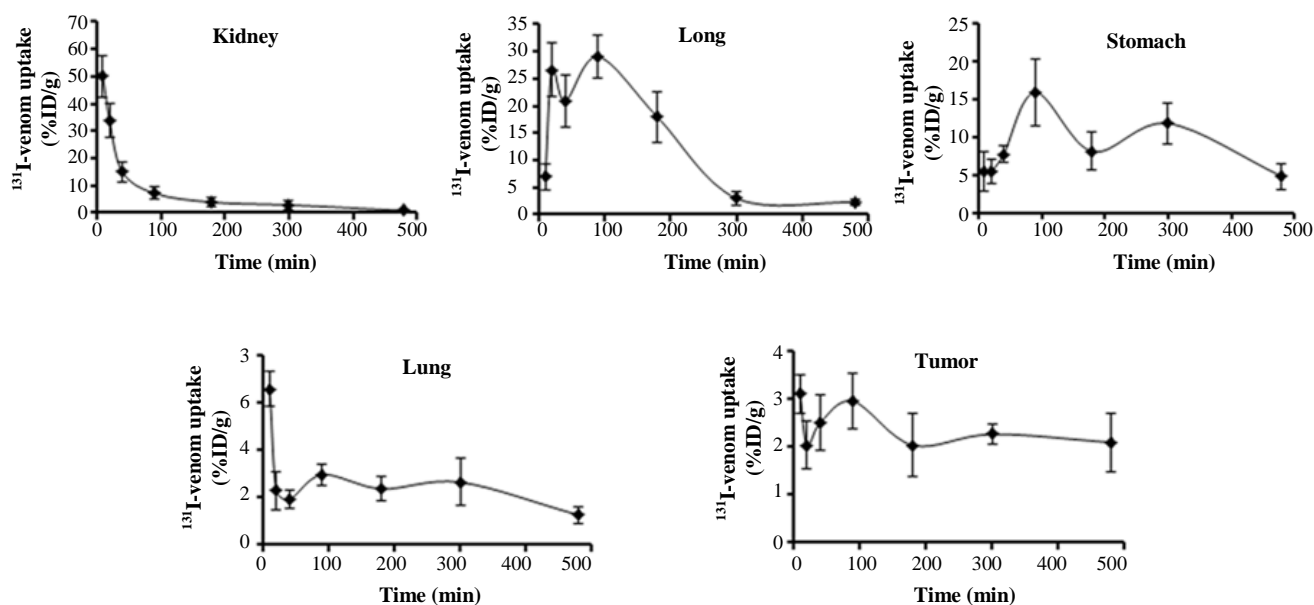 Kidney
131I-venom uptake
(%ID/g)
70
60
50
40
30
20
10
0
0 100 200 300 400 500
Time (min)
Long
131I-venom uptake
(%ID/g)
35
30
25
20
15
10
5
0
0 100 200 300 400 500
Time (min)
Stomach
131I-venom uptake
(%ID/g)
25
20
15
10
5
0
0 100 200 300 400 500
Time (min)
Lung
131I-venom uptake
(%ID/g)
3
6
4
2
0
0 100 200 300 400 500
Time (min)
Tumor
131I-venom uptake
(%ID/g)
4
3
2
1
0
0 100 200 300 400 500
Time (min)